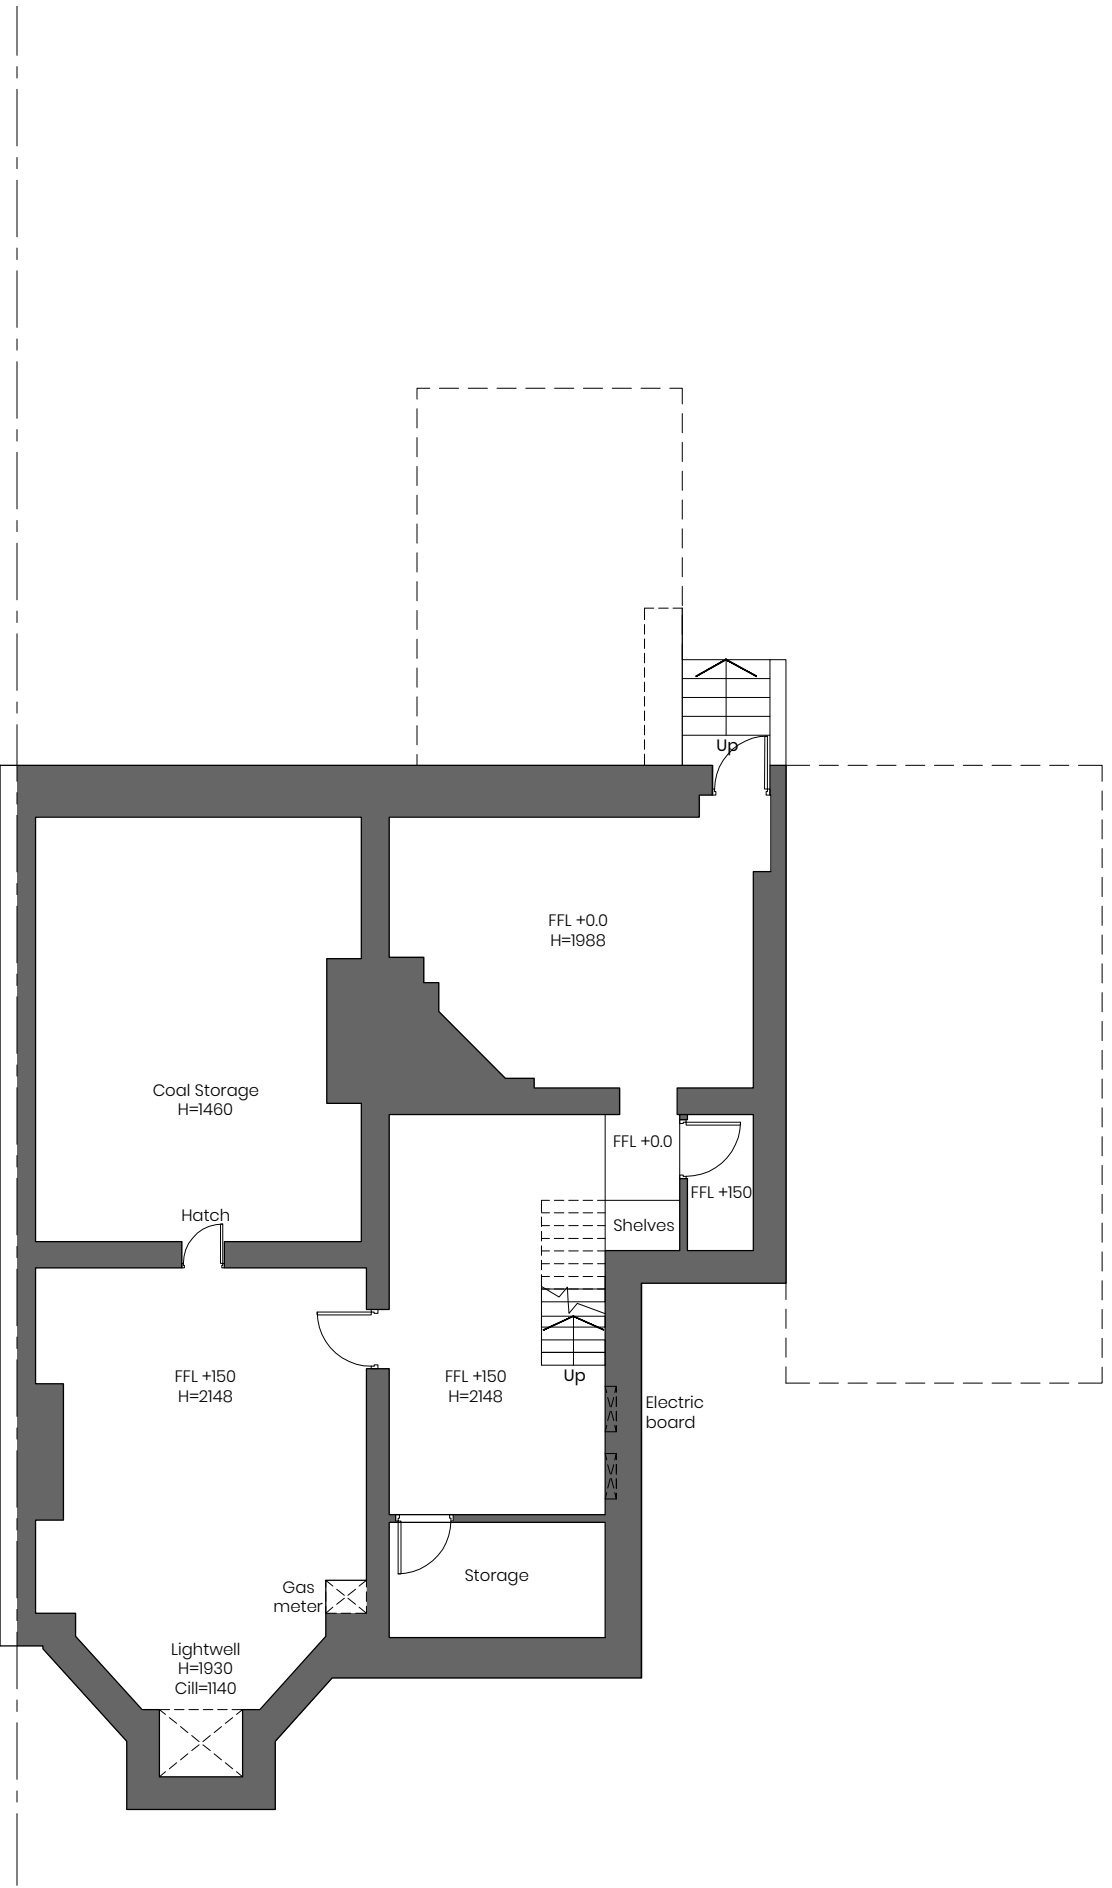 Up
FFL +0.0
H=1988
Coal Storage
H=1460
FFL +0.0
FFL +150
Hatch
Shelves
FFL +150
H=2148
FFL +150
H=2148
Up
Electric
board
Storage
Gas
meter
Lightwell
H=1930
Cill=1140